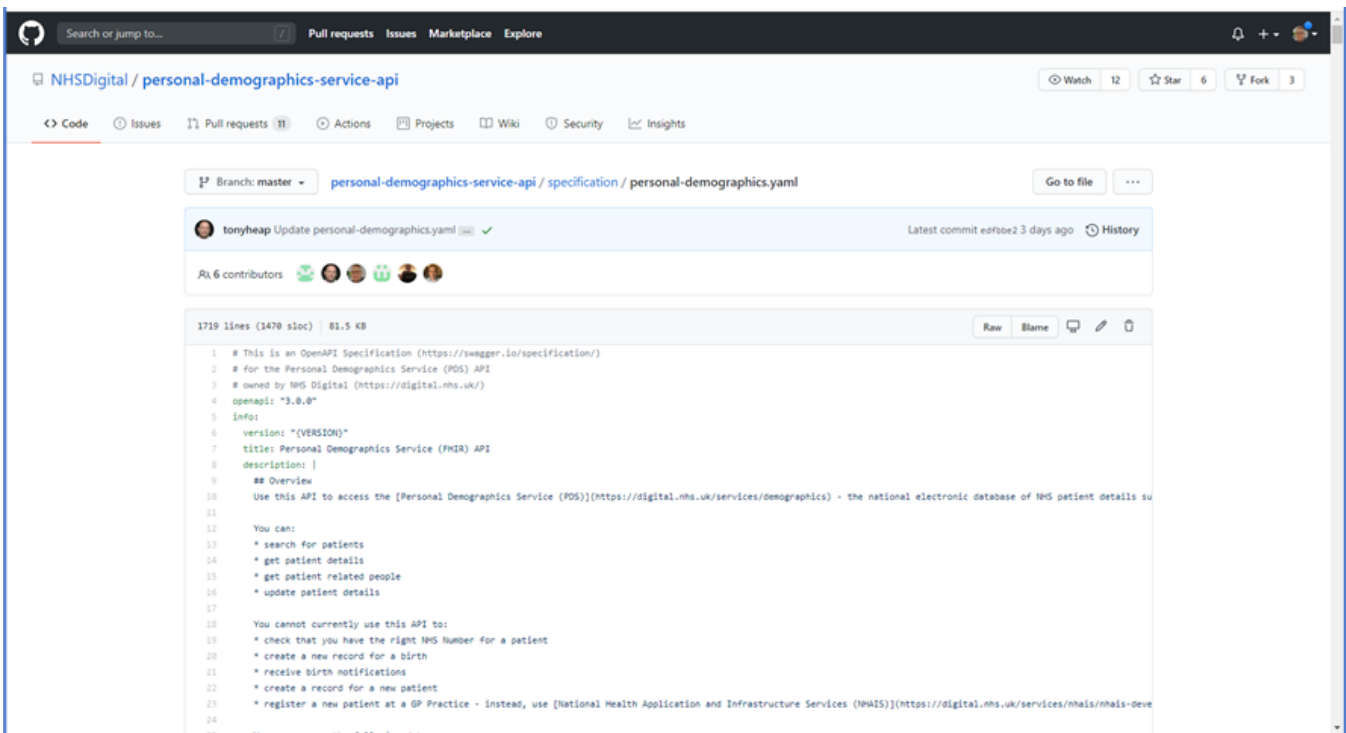 Search or jump to... / Pull requests Issues Marketplace Explore
NHSDigital / personal-demographics-service-api Watch 12 Star 6 Fork 3
Code Issues Pull requests 11 Actions Projects Wiki Security Insights
Branch: master personal-demographics-service-api / specification / personal-demographics.yaml Go to file ...
tonyheap Update personal-demographics.yaml ... Latest commit 3 days ago History
6 contributors
1719 lines (1470 sloc) 81.5 KB Raw Blame
1 # This is an OpenAPI Specification (https://swagger.io/specification/)
2 # for the Personal Demographics Service (PDS) API
3 # owned by NHS Digital (https://digital.nhs.uk/)
4 openapi: "3.0.0"
5 info:
6 version: "{VERSION}"
7 title: Personal Demographics Service (FHIR) API
8 description: |
9 ## Overview
10 Use this API to access the [Personal Demographics Service (PDS)](https://digital.nhs.uk/services/demographics) - the national electronic database of NHS patient details su
11
12 You can:
13 * search for patients
14 * get patient details
15 * get patient related people
16 * update patient details
17
18 You cannot currently use this API to:
19 * check that you have the right NHS Number for a patient
20 * create a new record for a birth
21 * receive birth notifications
22 * create a record for a new patient
23 * register a new patient at a GP Practice - instead, use [National Health Application and Infrastructure Services (NHAIS)](https://digital.nhs.uk/services/nhais/nhais-deve
24